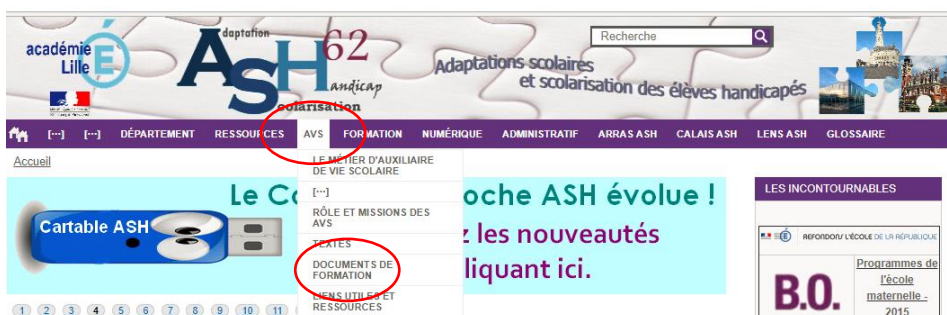 académie
Lille
Adaptation
ASH 62
Handicap
Scolarisation
Adaptations scolaires
et scolarisation des élèves handicapés
Recherche
[...] [...] DÉPARTEMENT RESSOURCES AVS FORMATION NUMÉRIQUE ADMINISTRATIF ARRAS ASH CALAIS ASH LENS ASH GLOSSAIRE
Accueil
LE MÉTIER D'AUXILIAIRE
DE VIE SCOLAIRE
[...]
RÔLE ET MISSIONS DES
AVS
TEXTES
DOCUMENTS DE
FORMATION
LIENS UTILES ET
RESSOURCES
Le Ca oche ASH évolue !
z les nouveautés
liquant ici.
Cartable ASH
1 2 3 4 5 6 7 8 9 10 11
LES INCONTOURNABLES
REFONDONS L'ÉCOLE DE LA RÉPUBLIQUE
B.O.
Programmes de
l'école
maternelle -
2015